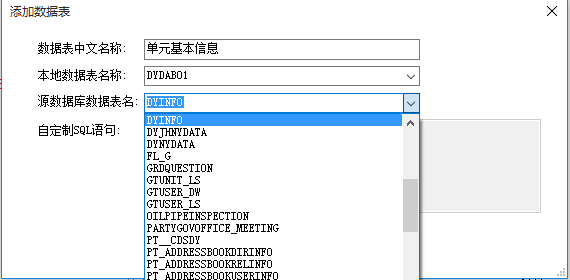 添加数据表
数据表中文名称: 单元基本信息
本地数据表名称: DYDAB01
源数据库数据表名: DYINFO
自定制SQL语句:
DYINFO
DYJHNYDATA
DYNYDATA
FL_G
GRDQUESTION
GTUNIT_LS
GTUSER_DW
GTUSER_LS
OILPIPEINSPECTION
PARTYGOVOFFICE_MEETING
PT__CDSDY
PT_ADDRESSBOOKDIRINFO
PT_ADDRESSBOOKRELINFO
PT_ADDRESSBOOKUSERINFO